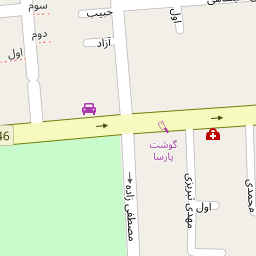 سوم
حبیب
اول
دوم
آزاد
اول
46
گوشت
پارسا
مصطفی زاده
مهدی تبریزی
اول
محمدی